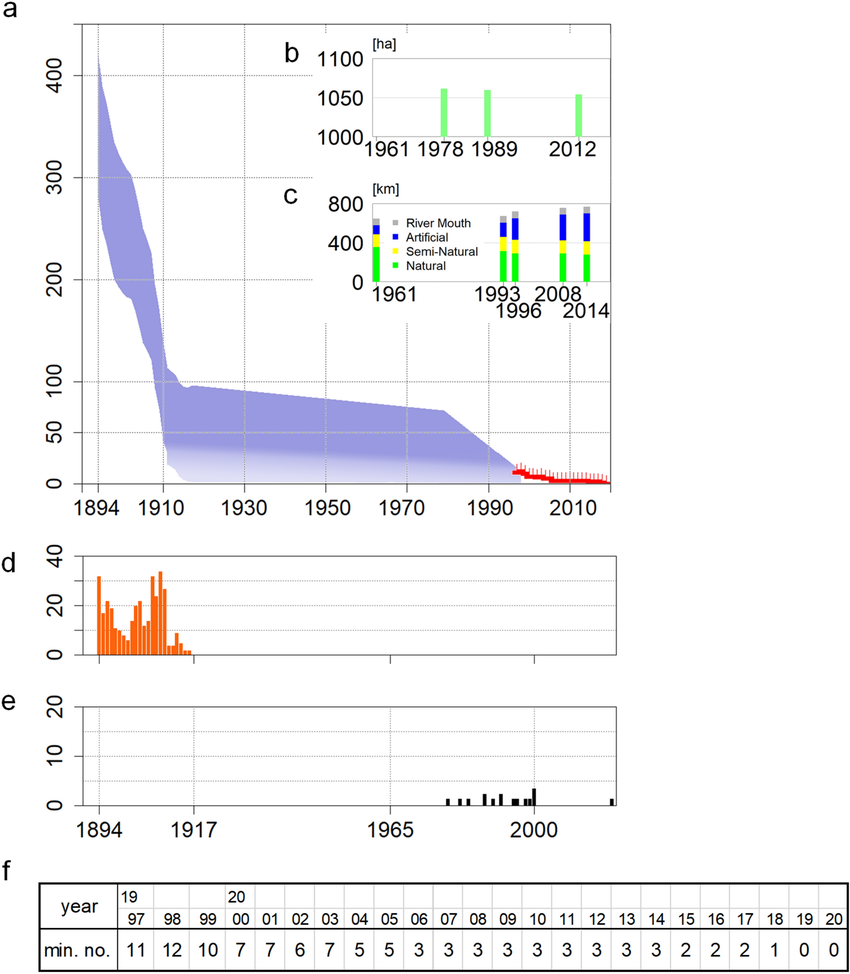 a
400
300
200
100
50
0
1894 1910 1930 1950 1970 1990 2010
b
[ha]
1100
1050
1000
1961 1978 1989 2012
c
[km]
800
400
0
River Mouth
Artificial
Semi-Natural
Natural
1961 1993 2008
1996 2014
d
40
20
0
e
20
10
0
1894 1917 1965 2000
f
year 19 20
97 98 99 00 01 02 03 04 05 06 07 08 09 10 11 12 13 14 15 16 17 18 19 20
min. no. 11 12 10 7 7 6 7 5 5 3 3 3 3 3 3 3 3 3 2 2 2 1 0 0